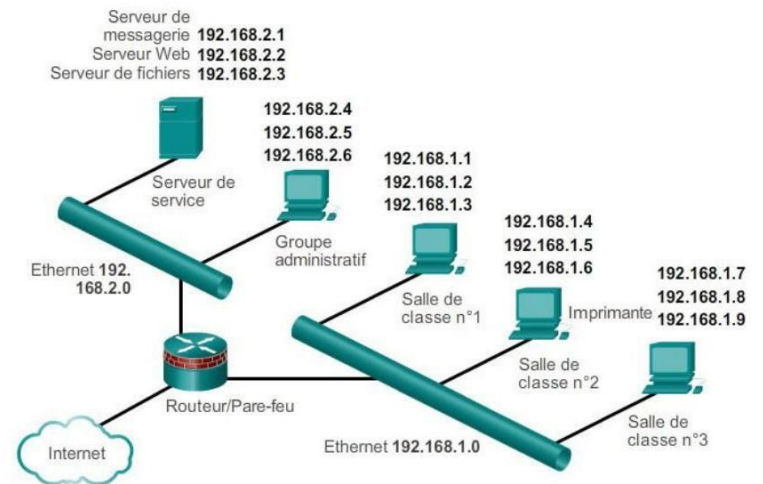 Serveur de
messagerie 192.168.2.1
Serveur Web 192.168.2.2
Serveur de fichiers 192.168.2.3
192.168.2.4
192.168.2.5
192.168.2.6
Serveur de
service
192.168.1.1
192.168.1.2
192.168.1.3
Groupe
administratif
192.168.1.4
192.168.1.5
192.168.1.6
Ethernet 192.
168.2.0
Salle de
classe n°1
192.168.1.7
192.168.1.8
Imprimante 192.168.1.9
Salle de
classe n°2
Routeur/Pare-feu
Salle de
classe n°3
Internet
Ethernet 192.168.1.0